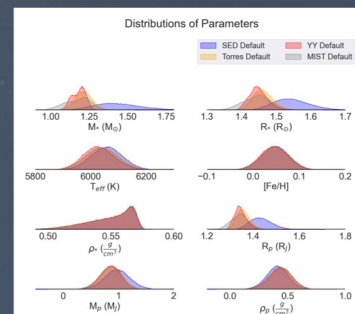 Distributions of Parameters
SED Default YY Default
Torres Default MIST Default
1.00 1.25 1.50 1.75
M* (M⊙)
1.3 1.4 1.5 1.6 1.7
R* (R⊙)
5800 6000 6200
Teff (K)
−0.1 0.0 0.1 0.2
[Fe/H]
0.50 0.55 0.60
ρ* (g/cm³)
1.2 1.4 1.6 1.8
Rp (RJ)
0 1 2
Mp (MJ)
0.0 0.5 1.0
ρp (g/cm³)